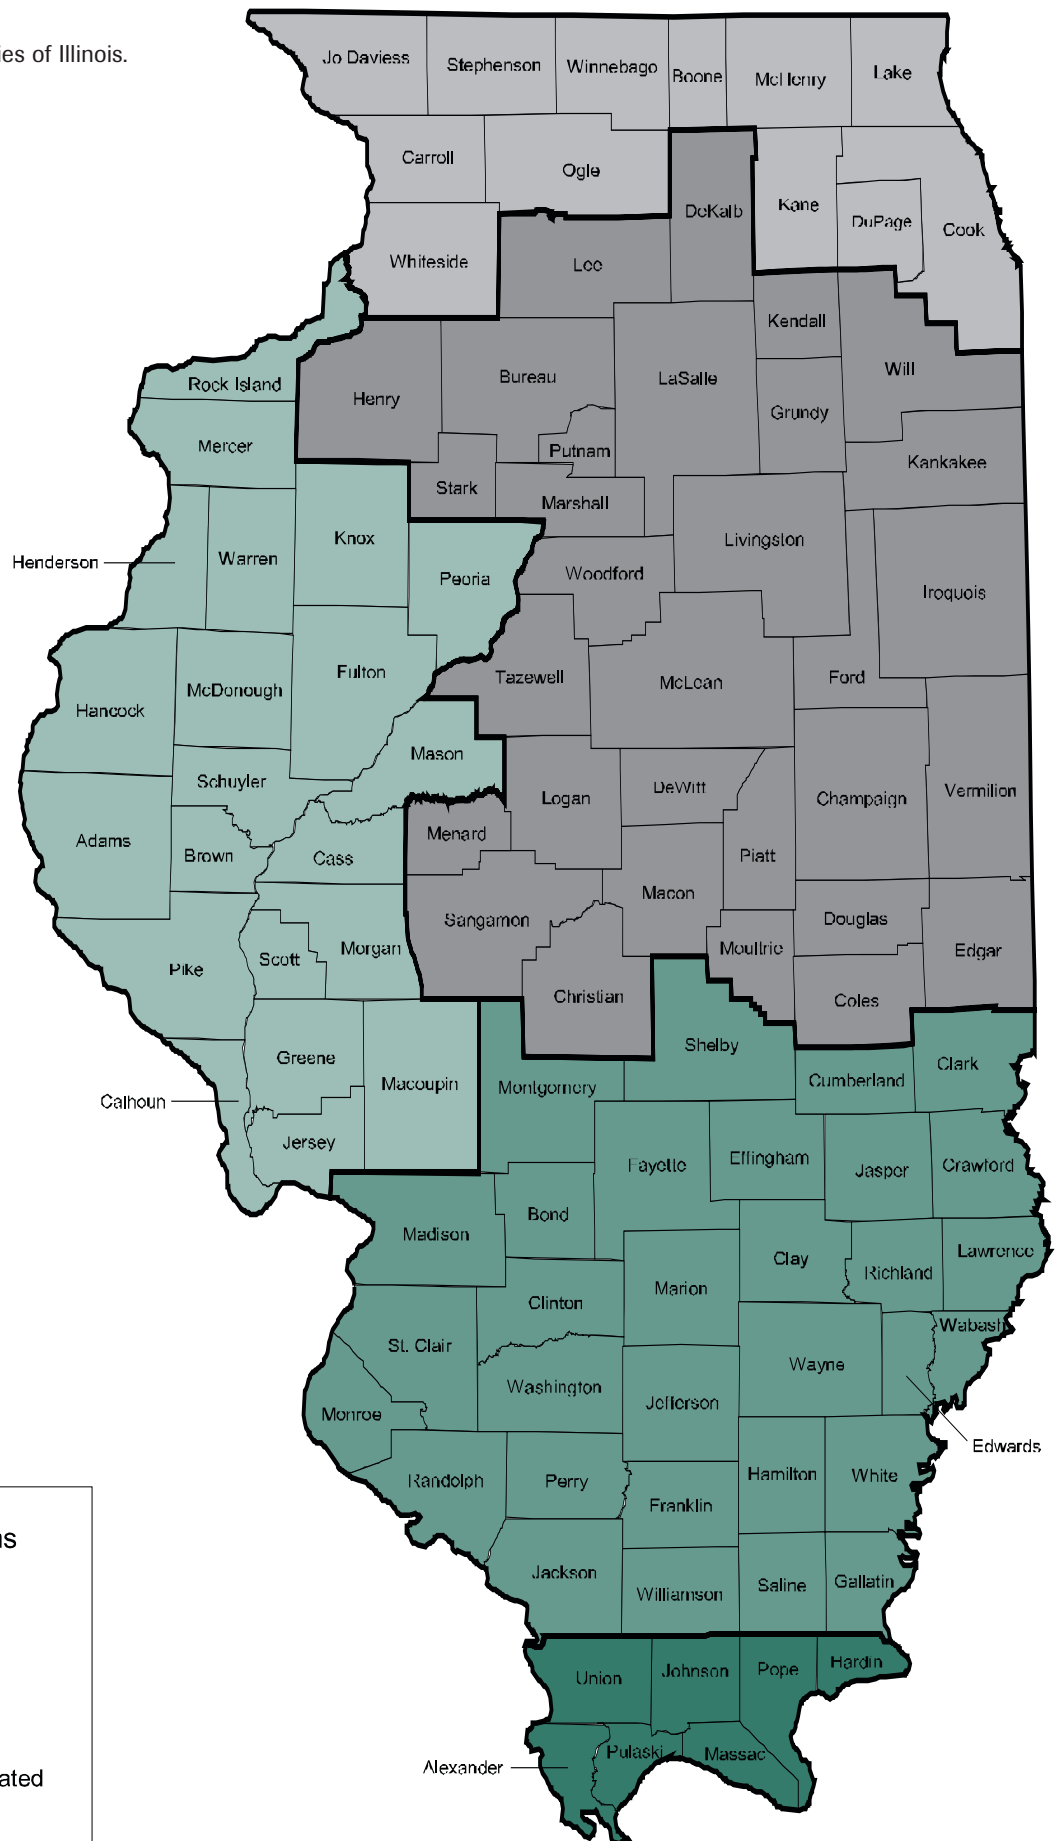 ies of Illinois.
Jo Daviess
Stephenson
Winnebago
Boone
McHenry
Lake
Carroll
Ogle
DeKalb
Kane
DuPage
Cook
Whiteside
Lee
Kendall
Will
Rock Island
Henry
Bureau
LaSalle
Grundy
Mercer
Putnam
Kankakee
Stark
Marshall
Henderson
Warren
Knox
Peoria
Woodford
Livingston
Iroquois
Hancock
McDonough
Fulton
Tazewell
McLean
Ford
Schuyler
Mason
Logan
DeWitt
Champaign
Vermilion
Adams
Brown
Cass
Menard
Piatt
Macon
Sangamon
Douglas
Pike
Scott
Morgan
Moultrie
Edgar
Christian
Coles
Greene
Macoupin
Shelby
Clark
Montgomery
Cumberland
Calhoun
Jersey
Fayette
Effingham
Jasper
Crawford
Madison
Bond
Clay
Richland
Lawrence
Marion
Clinton
St. Clair
Wabash
Wayne
Washington
Jefferson
Monroe
Edwards
Randolph
Perry
Hamilton
White
Franklin
Jackson
Williamson
Saline
Gallatin
ns
Union
Johnson
Pope
Hardin
Alexander
Pulaski
Massac
ated